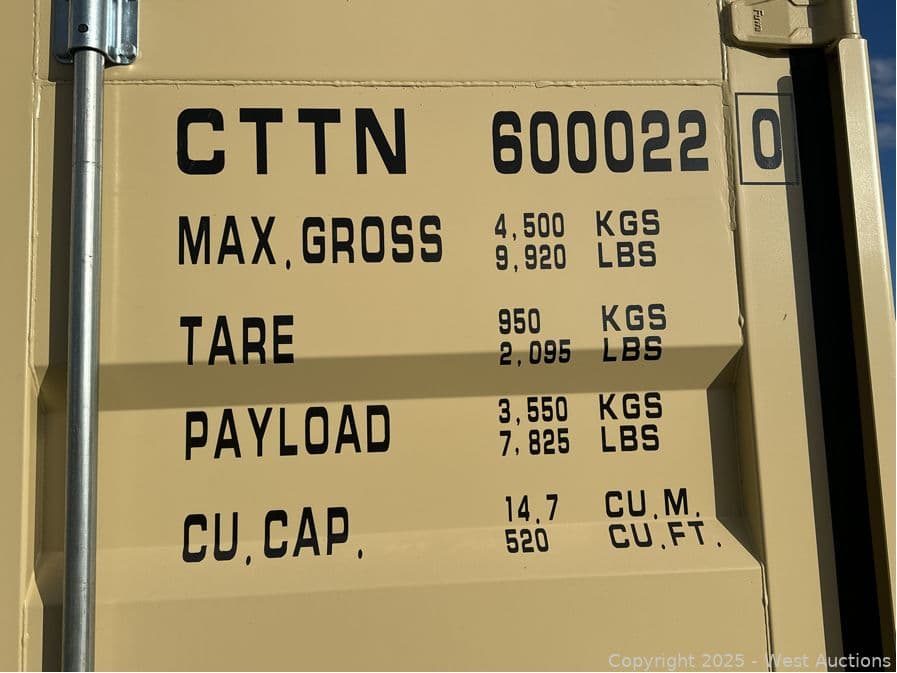 CTTN 600022 0
MAX.GROSS 4,500 KGS
9,920 LBS
TARE 950 KGS
2,095 LBS
PAYLOAD 3,550 KGS
7,825 LBS
CU.CAP. 14.7 CU.M.
520 CU.FT.
Copyright 2025 - West Auctions